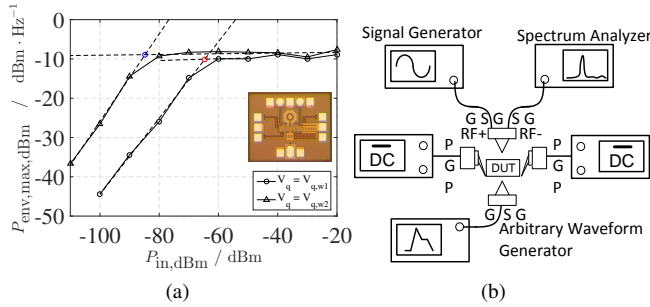 P_env,max,dBm / dBm · Hz⁻¹
0
-10
-20
-30
-40
-50
-100
-80
-60
-40
-20
P_in,dBm / dBm
V_q = V_q,w1
V_q = V_q,w2
(a)
Signal Generator
Spectrum Analyzer
G S G S G
RF+
RF-
DC
P
G
P
DUT
P
G
P
DC
G S G
Arbitrary Waveform
Generator
(b)